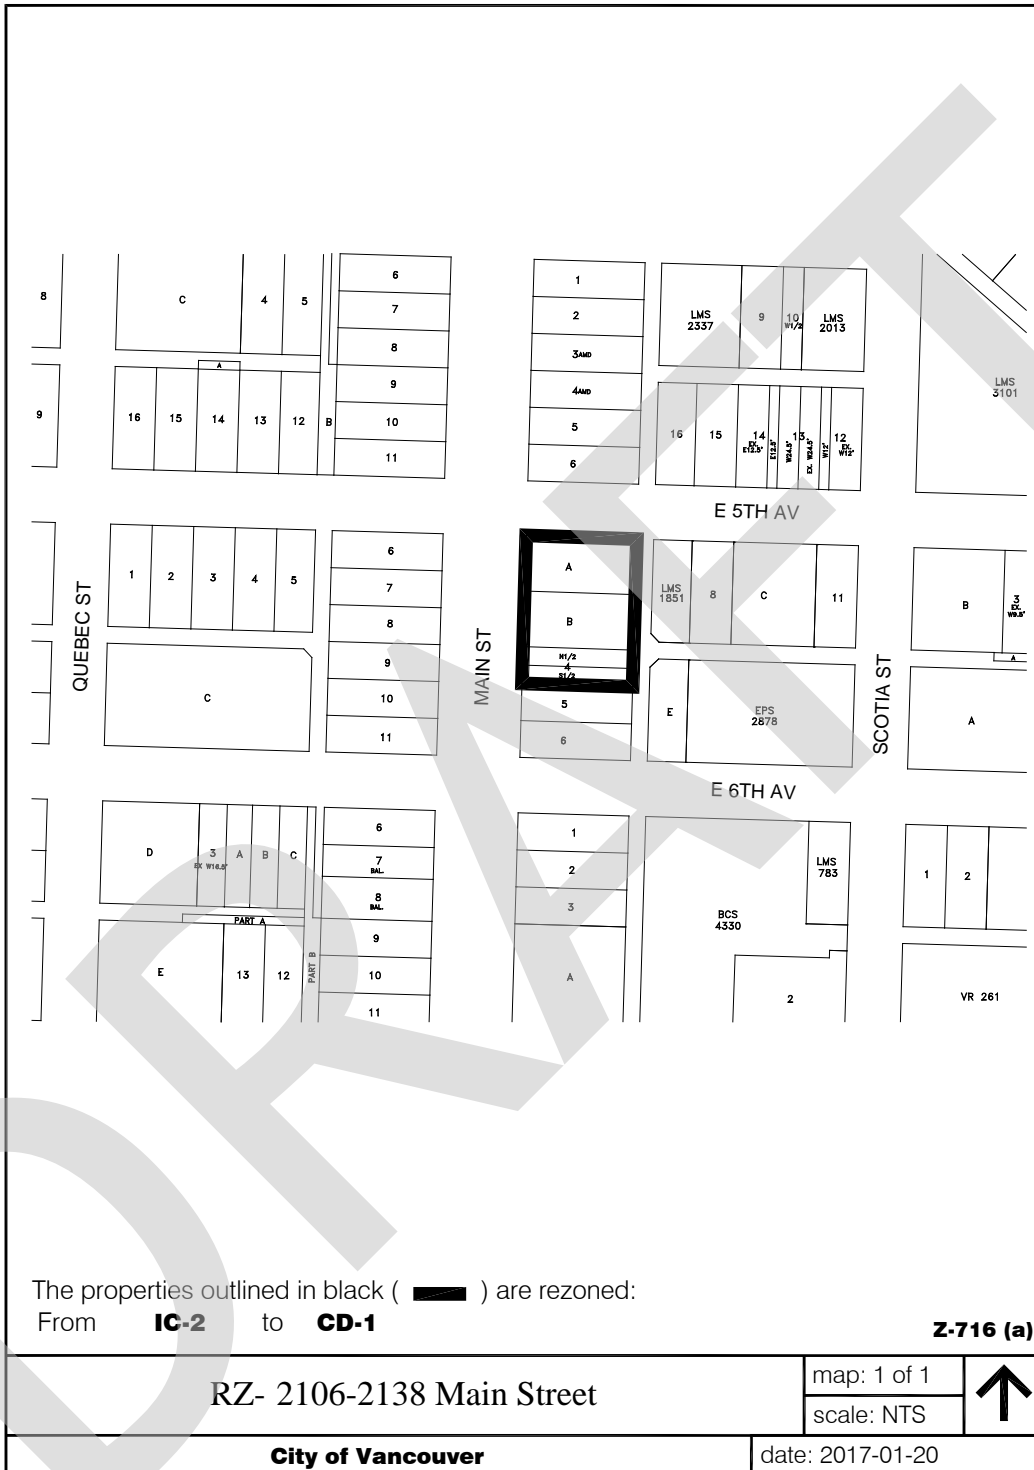 6
1
8
C
4
5
7
2
LMS
2337
9
10
W1/2
LMS
2013
8
3AMD
A
9
4AMD
LMS
3101
9
16
15
14
13
12
B
10
5
16
15
14
EX.
E12.5'
E12.5'
W24.5'
13
EX. W24.5'
W12'
12
EX.
W12'
11
6
E 5TH AV
6
A
1
2
3
4
5
7
LMS
1851
8
C
11
B
3
EX.
W9.5'
QUEBEC ST
8
B
MAIN ST
9
N1/2
4
S1/2
A
SCOTIA ST
C
10
5
E
EPS
2878
A
11
6
E 6TH AV
6
1
D
3
EX W16.5'
A
B
C
7
BAL.
2
LMS
783
1
2
8
BAL.
3
BCS
4330
PART A
9
E
13
12
PART B
10
A
2
VR 261
11
DRAFT
The properties outlined in black ( ) are rezoned:
From IC-2 to CD-1
Z-716 (a)
RZ- 2106-2138 Main Street
map: 1 of 1
scale: NTS
City of Vancouver
date: 2017-01-20